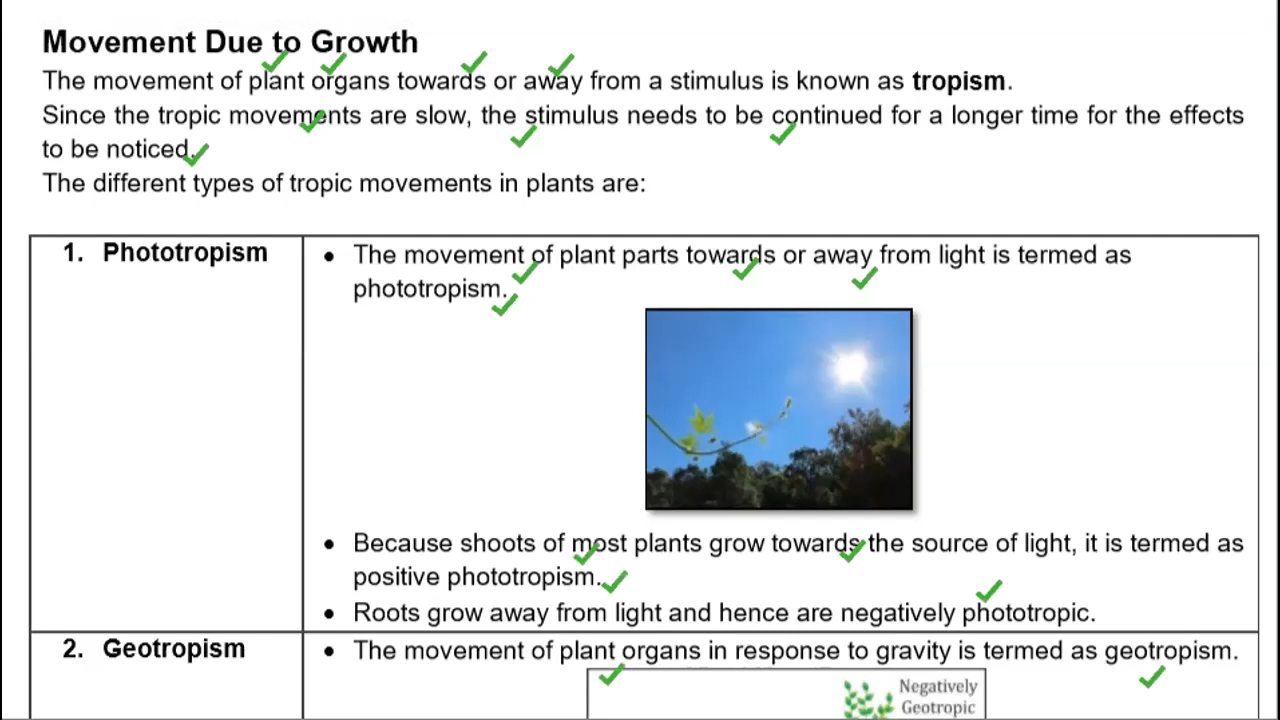 Movement Due to Growth
The movement of plant organs towards or away from a stimulus is known as tropism.
Since the tropic movements are slow, the stimulus needs to be continued for a longer time for the effects
to be noticed.
The different types of tropic movements in plants are:
1. Phototropism
• The movement of plant parts towards or away from light is termed as
phototropism.
• Because shoots of most plants grow towards the source of light, it is termed as
positive phototropism.
• Roots grow away from light and hence are negatively phototropic.
2. Geotropism
• The movement of plant organs in response to gravity is termed as geotropism.
Negatively
Geotropic